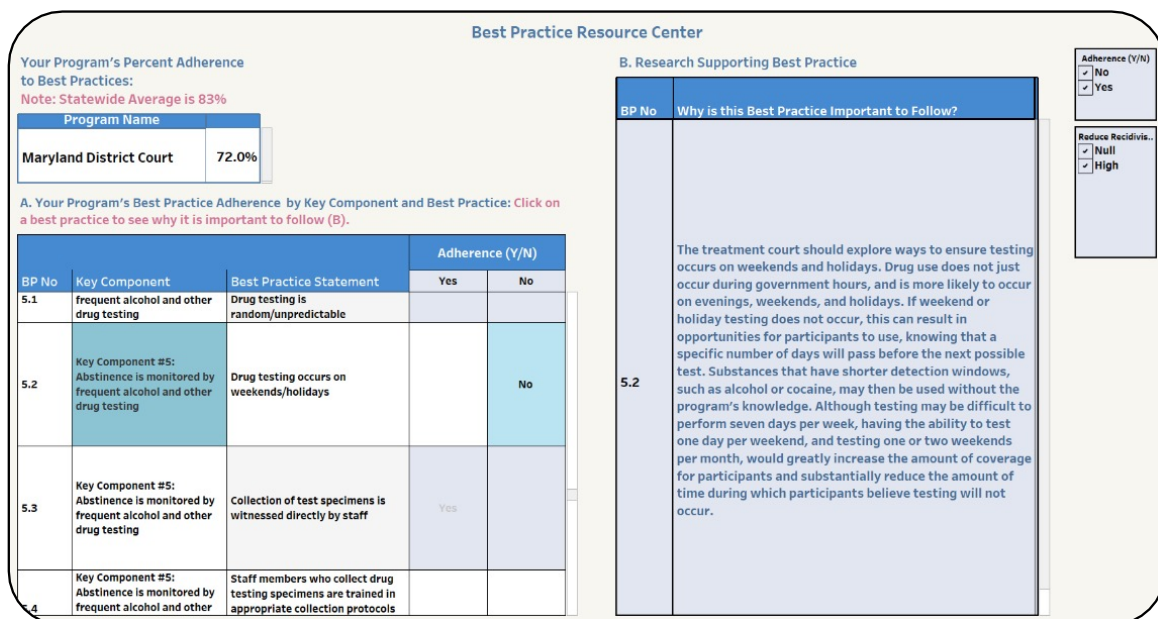 Best Practice Resource Center
Your Program's Percent Adherence
to Best Practices:
Note: Statewide Average is 83%
Program Name
Maryland District Court 72.0%
A. Your Program's Best Practice Adherence by Key Component and Best Practice: Click on
a best practice to see why it is important to follow (B).
Adherence (Y/N)
BP No Key Component Best Practice Statement Yes No
5.1
frequent alcohol and other
drug testing
Drug testing is
random/unpredictable
5.2
Key Component #5:
Abstinence is monitored by
frequent alcohol and other
drug testing
Drug testing occurs on
weekends/holidays
No
5.3
Key Component #5:
Abstinence is monitored by
frequent alcohol and other
drug testing
Collection of test specimens is
witnessed directly by staff
Yes
5.4
Key Component #5:
Abstinence is monitored by
frequent alcohol and other
Staff members who collect drug
testing specimens are trained in
appropriate collection protocols
B. Research Supporting Best Practice
BP No Why is this Best Practice Important to Follow?
5.2
The treatment court should explore ways to ensure testing
occurs on weekends and holidays. Drug use does not just
occur during government hours, and is more likely to occur
on evenings, weekends, and holidays. If weekend or
holiday testing does not occur, this can result in
opportunities for participants to use, knowing that a
specific number of days will pass before the next possible
test. Substances that have shorter detection windows,
such as alcohol or cocaine, may then be used without the
program's knowledge. Although testing may be difficult to
perform seven days per week, having the ability to test
one day per weekend, and testing one or two weekends
per month, would greatly increase the amount of coverage
for participants and substantially reduce the amount of
time during which participants believe testing will not
occur.
Adherence (Y/N)
No
Yes
Reduce Recidivis..
Null
High